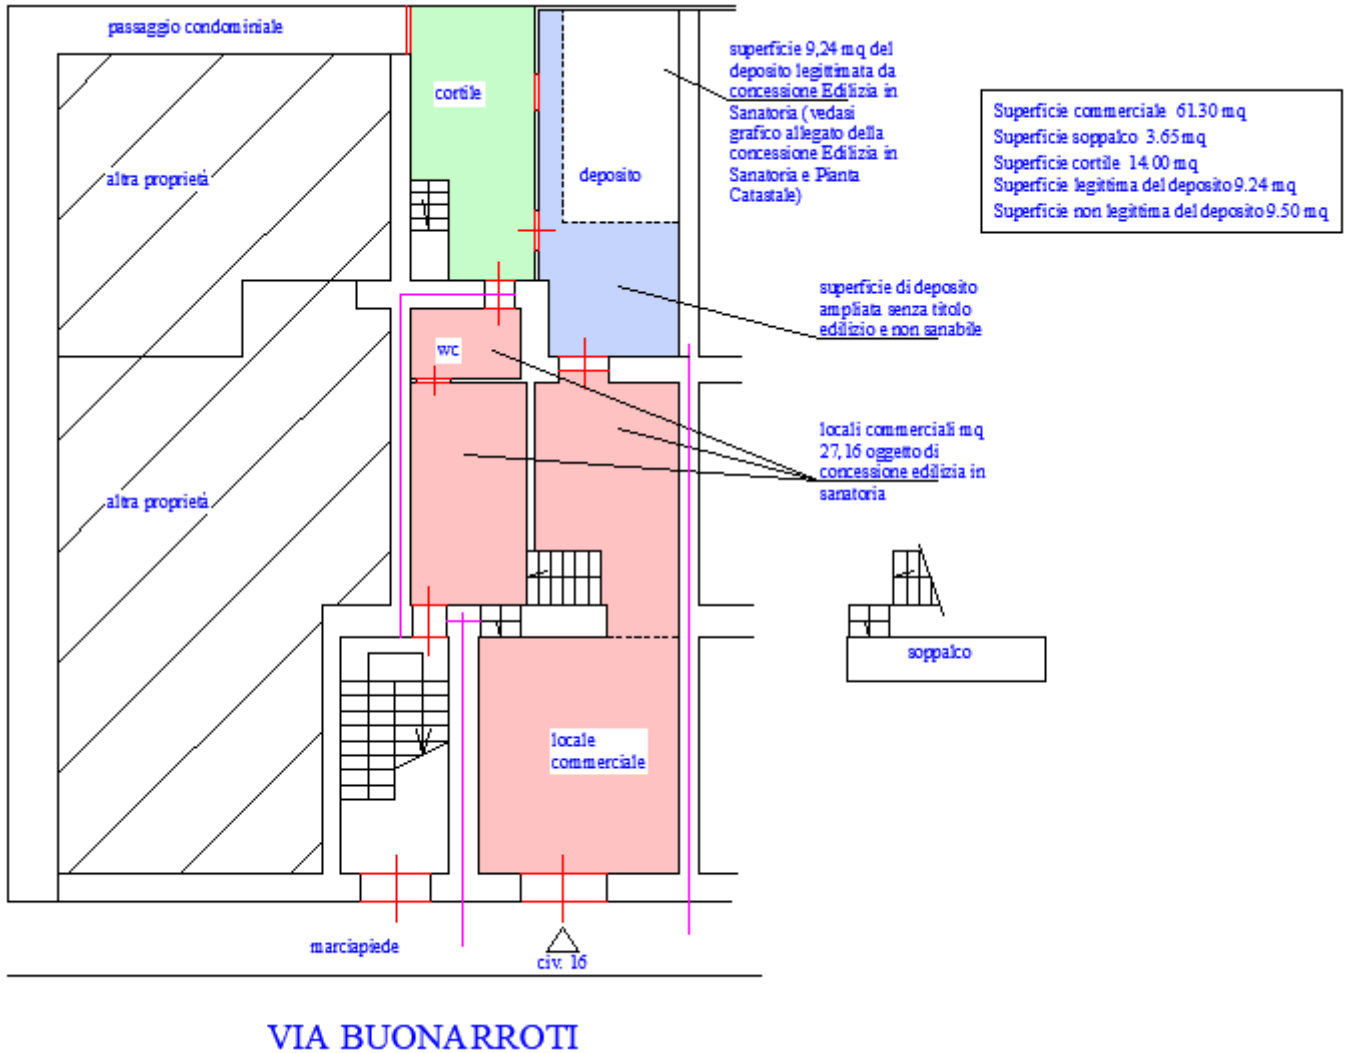 passaggio condominiale
cortile
superficie 9,24 mq del
deposito legittimata da
concessione Edilizia in
Sanatoria ( vedasi
grafico allegato della
concessione Edilizia in
Sanatoria e Pianta
Catastale)
Superficie commerciale 61.30 mq
Superficie soppalco 3.65 mq
Superficie cortile 14.00 mq
Superficie legittima del deposito 9.24 mq
Superficie non legittima del deposito 9.50 mq
altra proprietà
deposito
superficie di deposito
ampliata senza titolo
edilizio e non sanabile
wc
locali commerciali mq
27,16 oggetto di
concessione edilizia in
sanatoria
altra proprietà
soppalco
locale
commerciale
marciapiede
civ. 16
VIA BUONARROTI